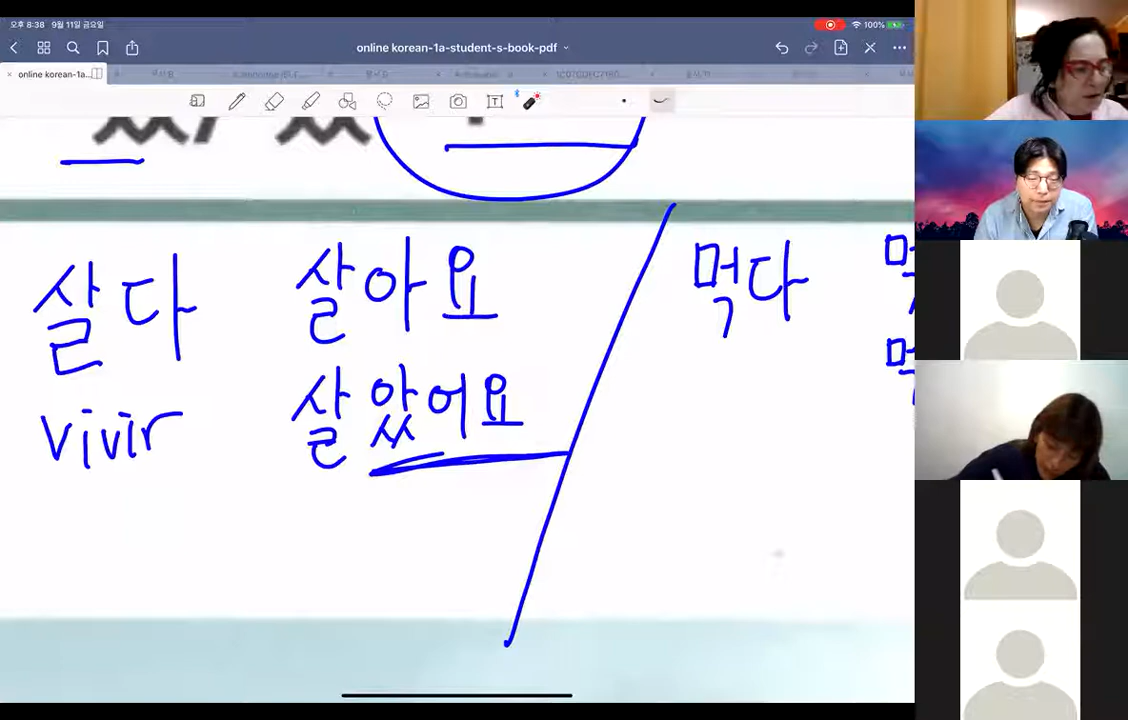 오후 8:38 9월 11일 금요일
100%
online korean-1a-student-s-book-pdf
online korean-1a...
살다 살아요 먹다
살았어요
vivir